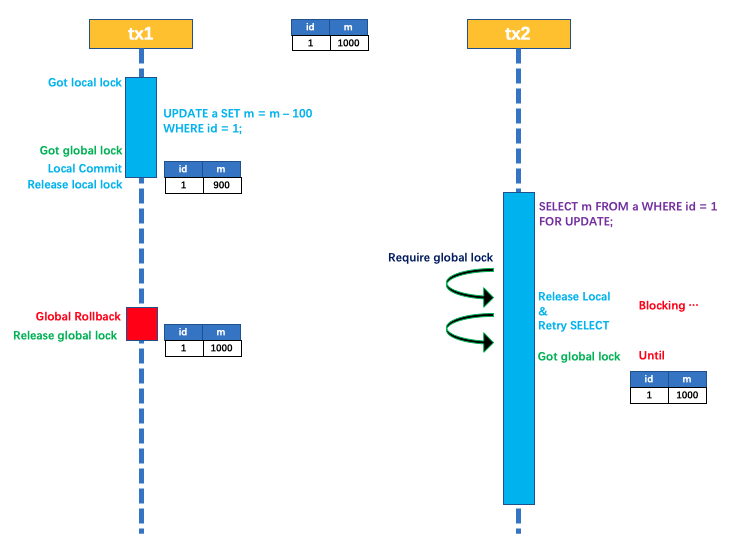 tx1
id m
1 1000
tx2
Got local lock
UPDATE a SET m = m – 100
WHERE id = 1;
Got global lock
Local Commit
Release local lock
id m
1 900
SELECT m FROM a WHERE id = 1
FOR UPDATE;
Require global lock
Release Local
&
Retry SELECT
Blocking ···
Global Rollback
Release global lock
id m
1 1000
Got global lock
Until
id m
1 1000